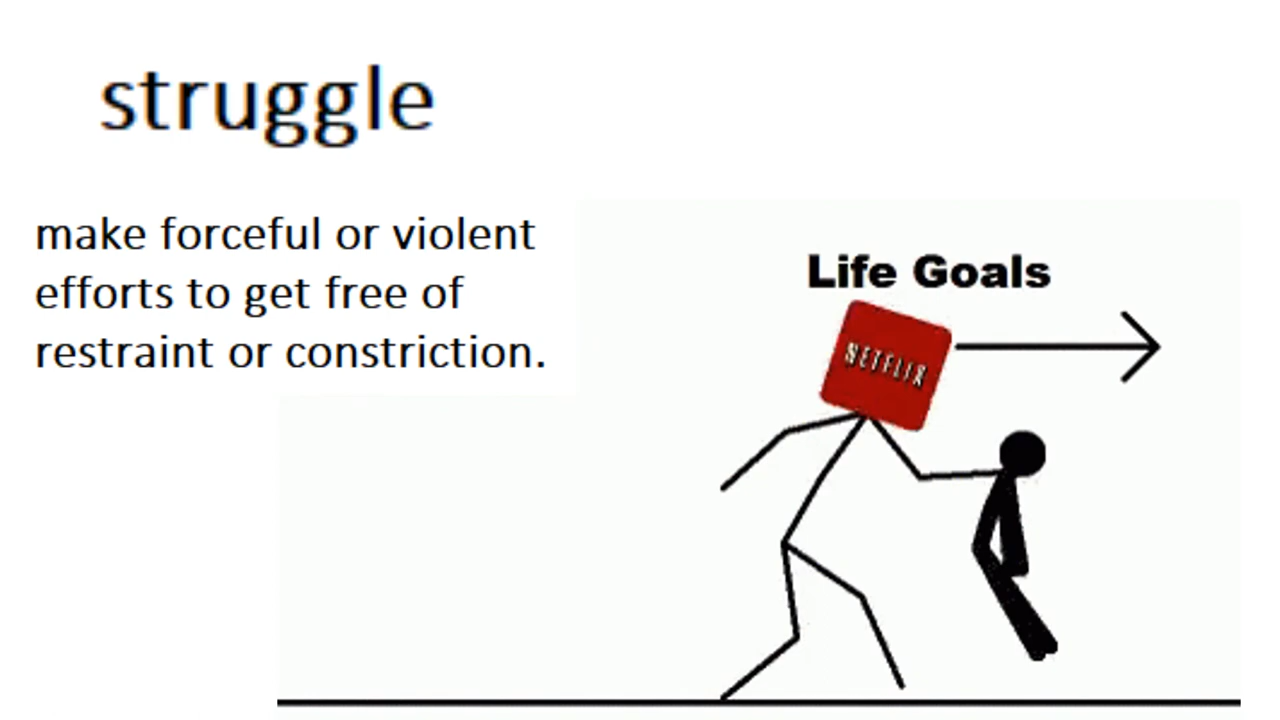 struggle
make forceful or violent
efforts to get free of
restraint or constriction.
Life Goals
NETFLIX